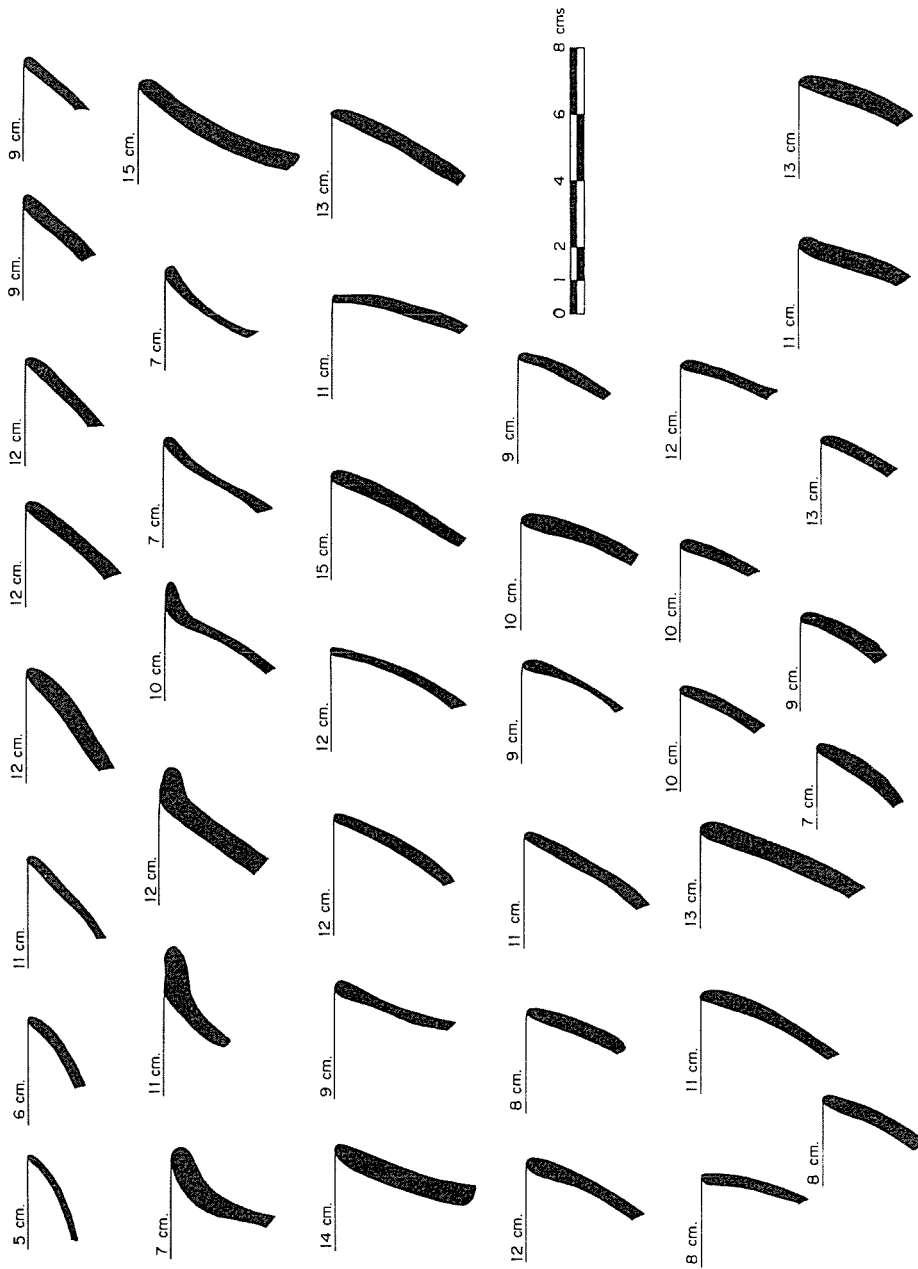 5 cm. 6 cm. 11 cm. 12 cm. 12 cm. 12 cm. 9 cm. 9 cm.
7 cm. 11 cm. 12 cm. 10 cm. 7 cm. 7 cm. 15 cm.
14 cm. 9 cm. 12 cm. 12 cm. 15 cm. 11 cm. 13 cm.
12 cm. 8 cm. 11 cm. 9 cm. 10 cm. 9 cm.
0 1 2 4 6 8 cms
8 cm. 11 cm. 13 cm. 10 cm. 10 cm. 12 cm.
8 cm. 7 cm. 9 cm. 13 cm. 11 cm. 13 cm.